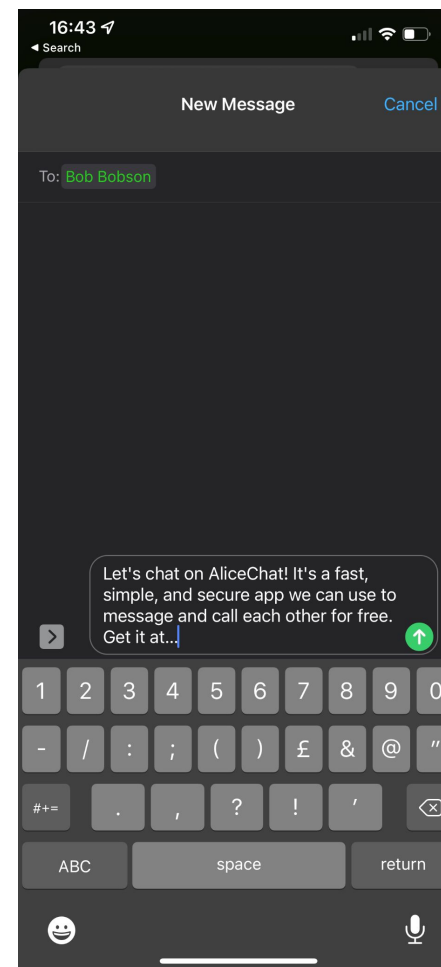 16:43
◀ Search
New Message
Cancel
To: Bob Bobson
Let's chat on AliceChat! It's a fast,
simple, and secure app we can use to
message and call each other for free.
Get it at...
1 2 3 4 5 6 7 8 9 0
- / : ; ( ) £ & @ "
#+= . , ? ! '
ABC space return